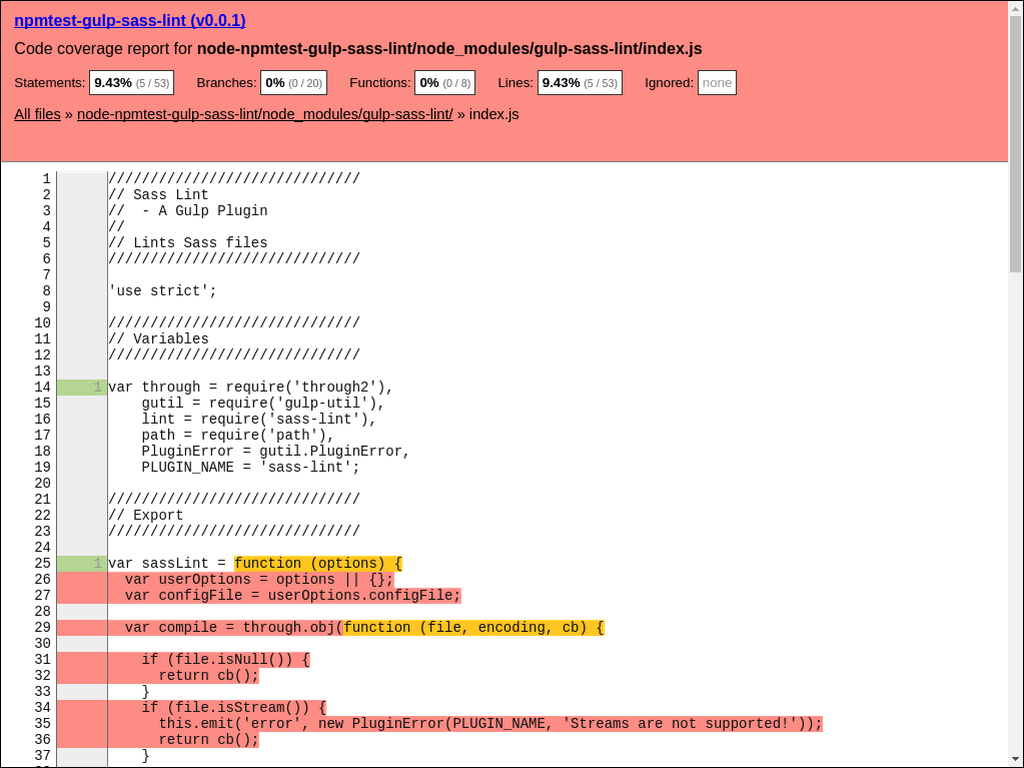 npmtest-gulp-sass-lint (v0.0.1)
Code coverage report for node-npmtest-gulp-sass-lint/node_modules/gulp-sass-lint/index.js
Statements: 9.43% (5 / 53) Branches: 0% (0 / 20) Functions: 0% (0 / 8) Lines: 9.43% (5 / 53) Ignored: none
All files » node-npmtest-gulp-sass-lint/node_modules/gulp-sass-lint/ » index.js
1 //////////////////////////////
2 // Sass Lint
3 //  - A Gulp Plugin
4 //
5 // Lints Sass files
6 //////////////////////////////
7
8 'use strict';
9
10 //////////////////////////////
11 // Variables
12 //////////////////////////////
13
14 1 var through = require('through2'),
15     gutil = require('gulp-util'),
16     lint = require('sass-lint'),
17     path = require('path'),
18     PluginError = gutil.PluginError,
19     PLUGIN_NAME = 'sass-lint';
20
21 //////////////////////////////
22 // Export
23 //////////////////////////////
24
25 1 var sassLint = function (options) {
26   var userOptions = options || {};
27   var configFile = userOptions.configFile;
28
29   var compile = through.obj(function (file, encoding, cb) {
30
31     if (file.isNull()) {
32       return cb();
33     }
34     if (file.isStream()) {
35       this.emit('error', new PluginError(PLUGIN_NAME, 'Streams are not supported!'));
36       return cb();
37     }